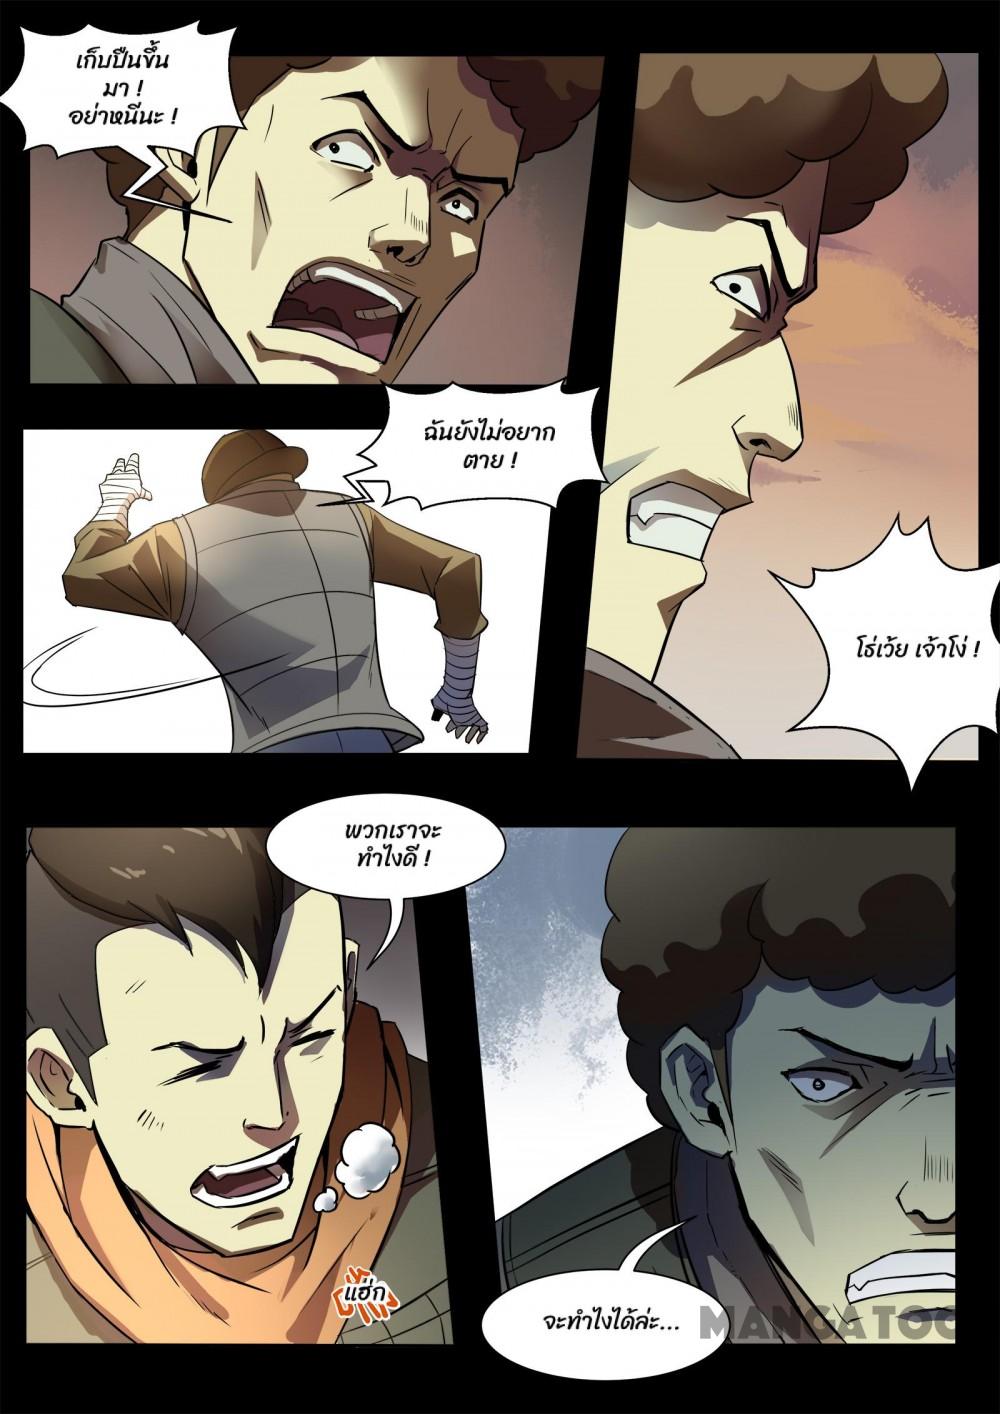 เก็บปืนขึ้น
มา !
อย่าหนีนะ !
ฉันยังไม่อยาก
ตาย !
โธ่เว้ย เจ้าโง่ !
พวกเราจะ
ทำไงดี !
แฮ่ก
จะทำไงได้ล่ะ...
MANGATOO